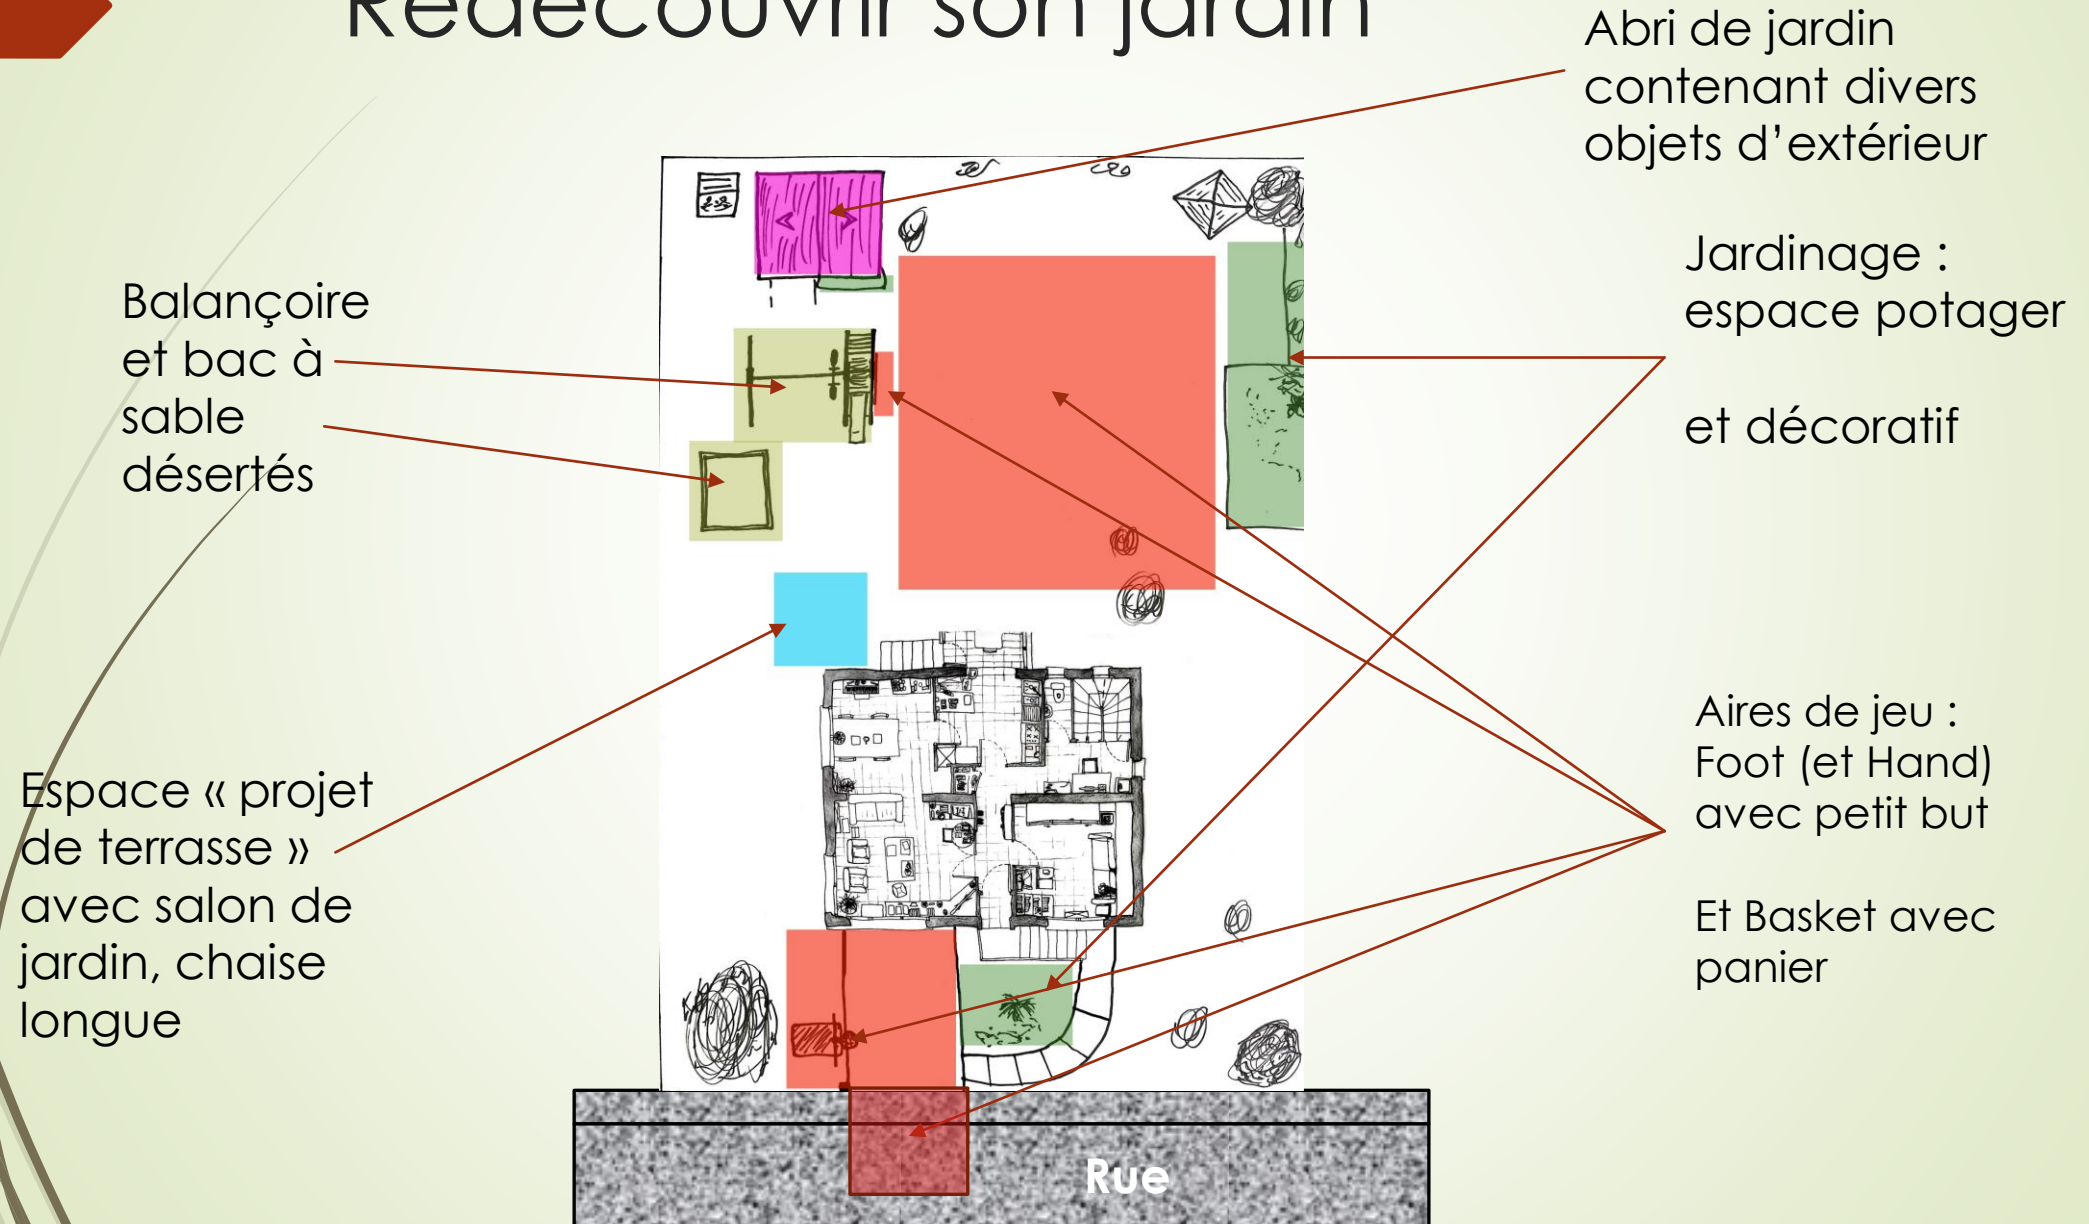 Redécouvrir son jardin
Abri de jardin
contenant divers
objets d’extérieur
Balançoire
et bac à
sable
désertés
Jardinage :
espace potager
et décoratif
Espace « projet
de terrasse »
avec salon de
jardin, chaise
longue
Aires de jeu :
Foot (et Hand)
avec petit but
Et Basket avec
panier
Rue